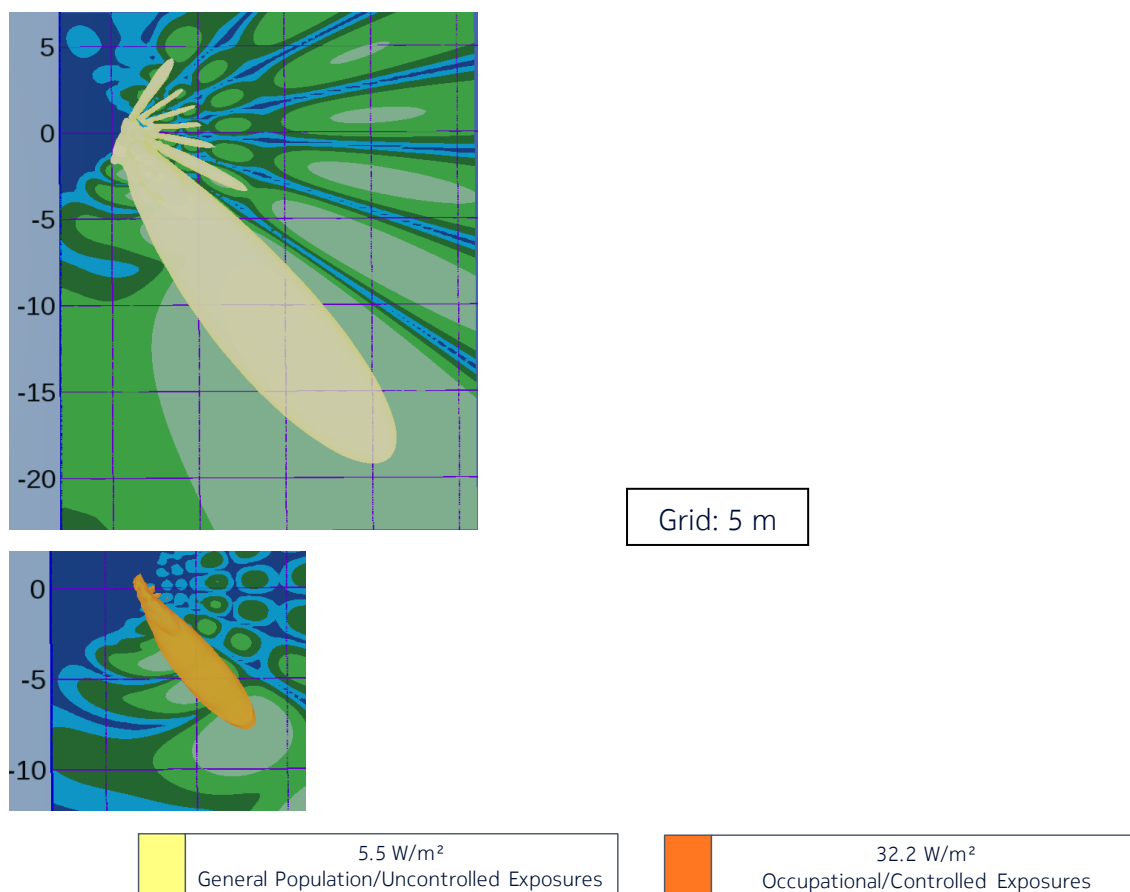 5
0
-5
-10
-15
-20
Grid: 5 m
0
-5
-10
5.5 W/m²
General Population/Uncontrolled Exposures
32.2 W/m²
Occupational/Controlled Exposures